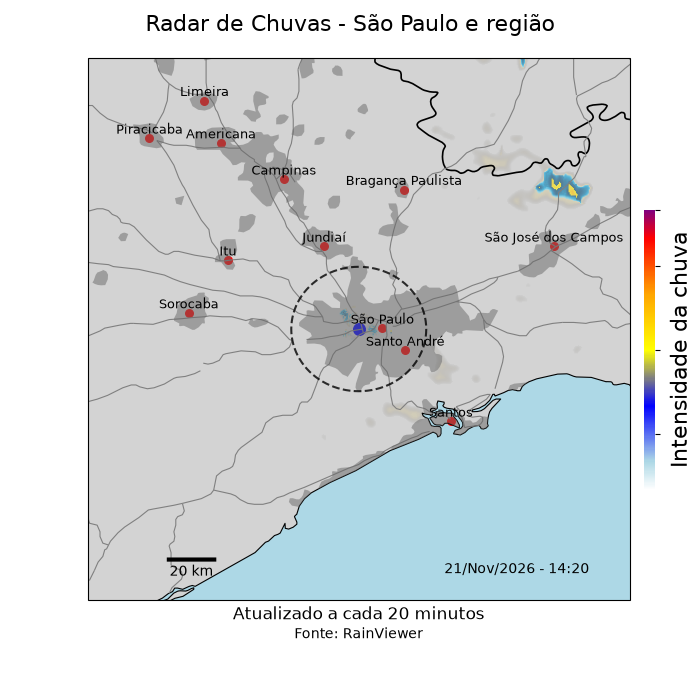 Radar de Chuvas - São Paulo e região
Limeira
Piracicaba
Americana
Campinas
Bragança Paulista
Jundiaí
São José dos Campos
Itu
Sorocaba
São Paulo
Santo André
Santos
Intensidade da chuva
20 km
21/Nov/2026 - 14:20
Atualizado a cada 20 minutos
Fonte: RainViewer